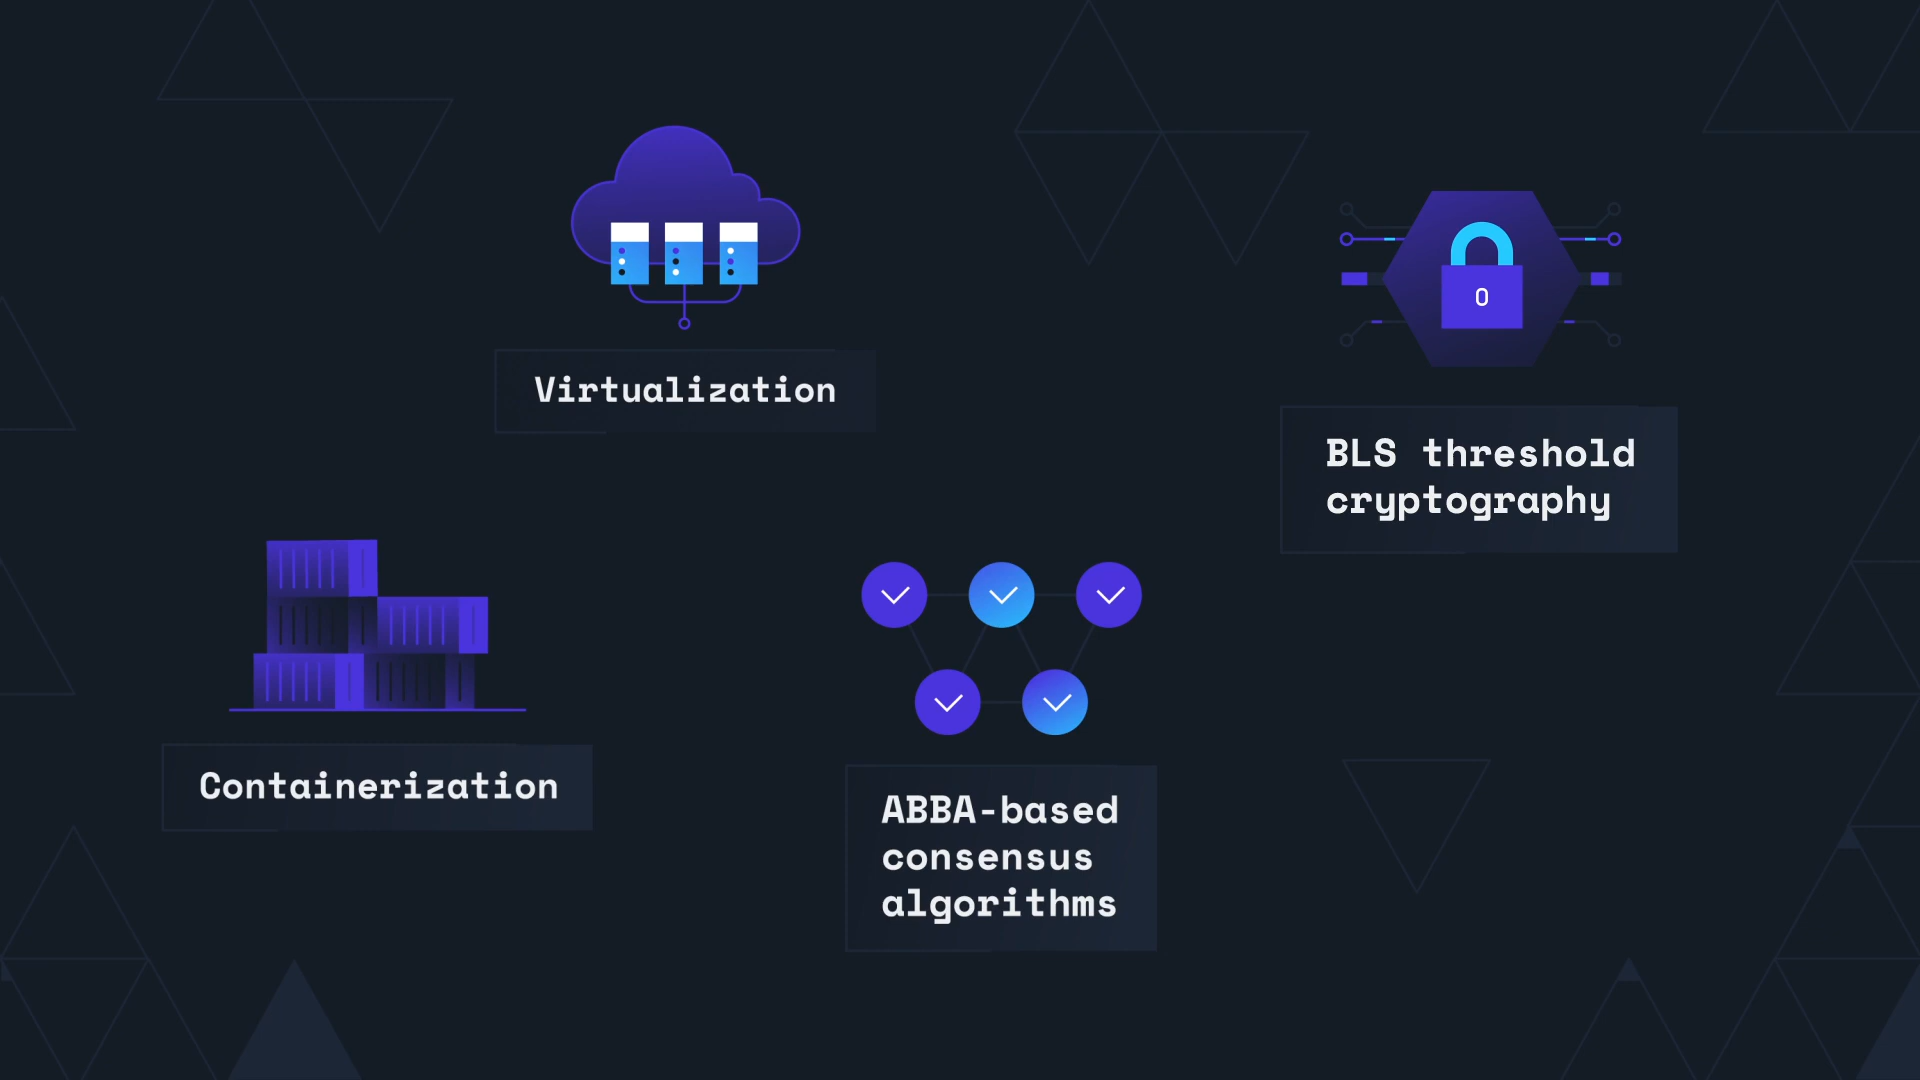 Virtualization
BLS threshold
cryptography
0
Containerization
ABBA-based
consensus
algorithms